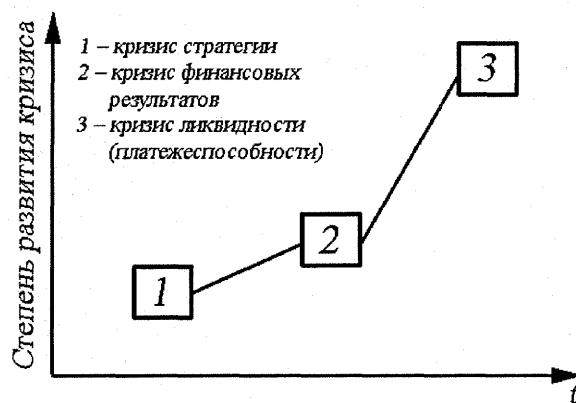 Степень развития кризиса
1 – кризис стратегии
2 – кризис финансовых
результатов
3 – кризис ликвидности
(платежеспособности)
3
2
1
t